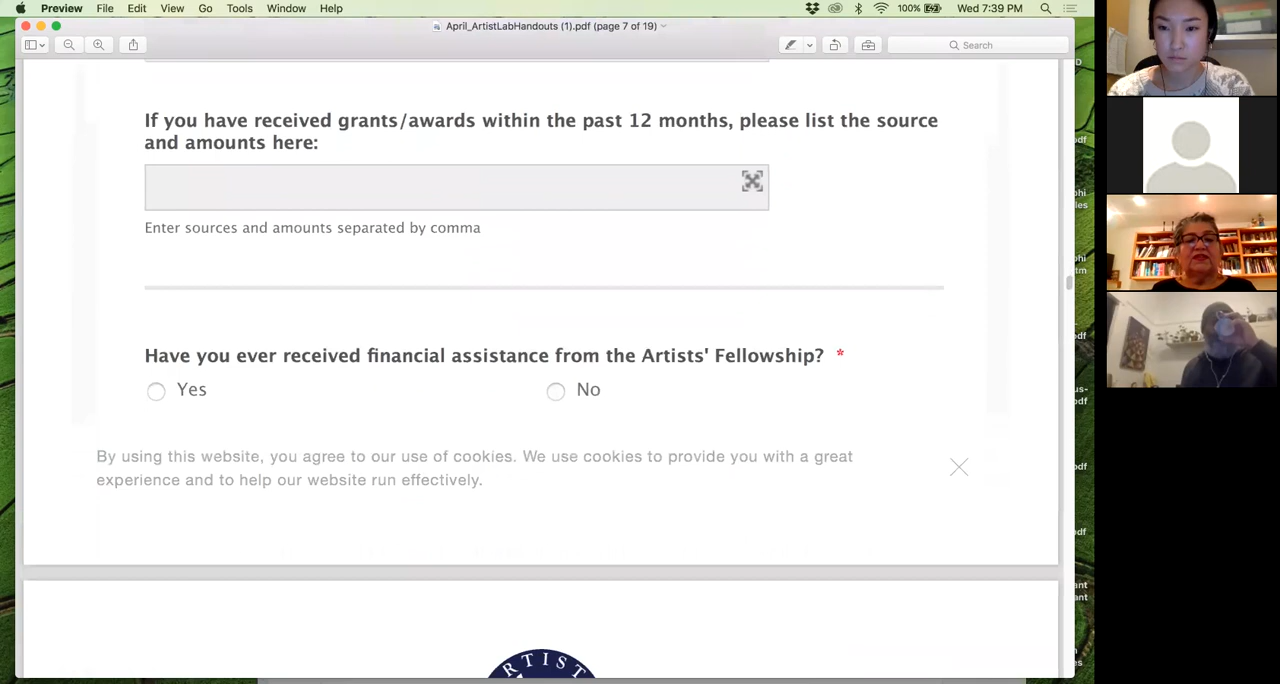 Preview File Edit View Go Tools Window Help 100% Wed 7:39 PM
April_ArtistLabHandouts (1).pdf (page 7 of 19)
Search
If you have received grants/awards within the past 12 months, please list the source
and amounts here:
Enter sources and amounts separated by comma
Have you ever received financial assistance from the Artists' Fellowship? *
Yes No
By using this website, you agree to our use of cookies. We use cookies to provide you with a great
experience and to help our website run effectively.
ARTIST